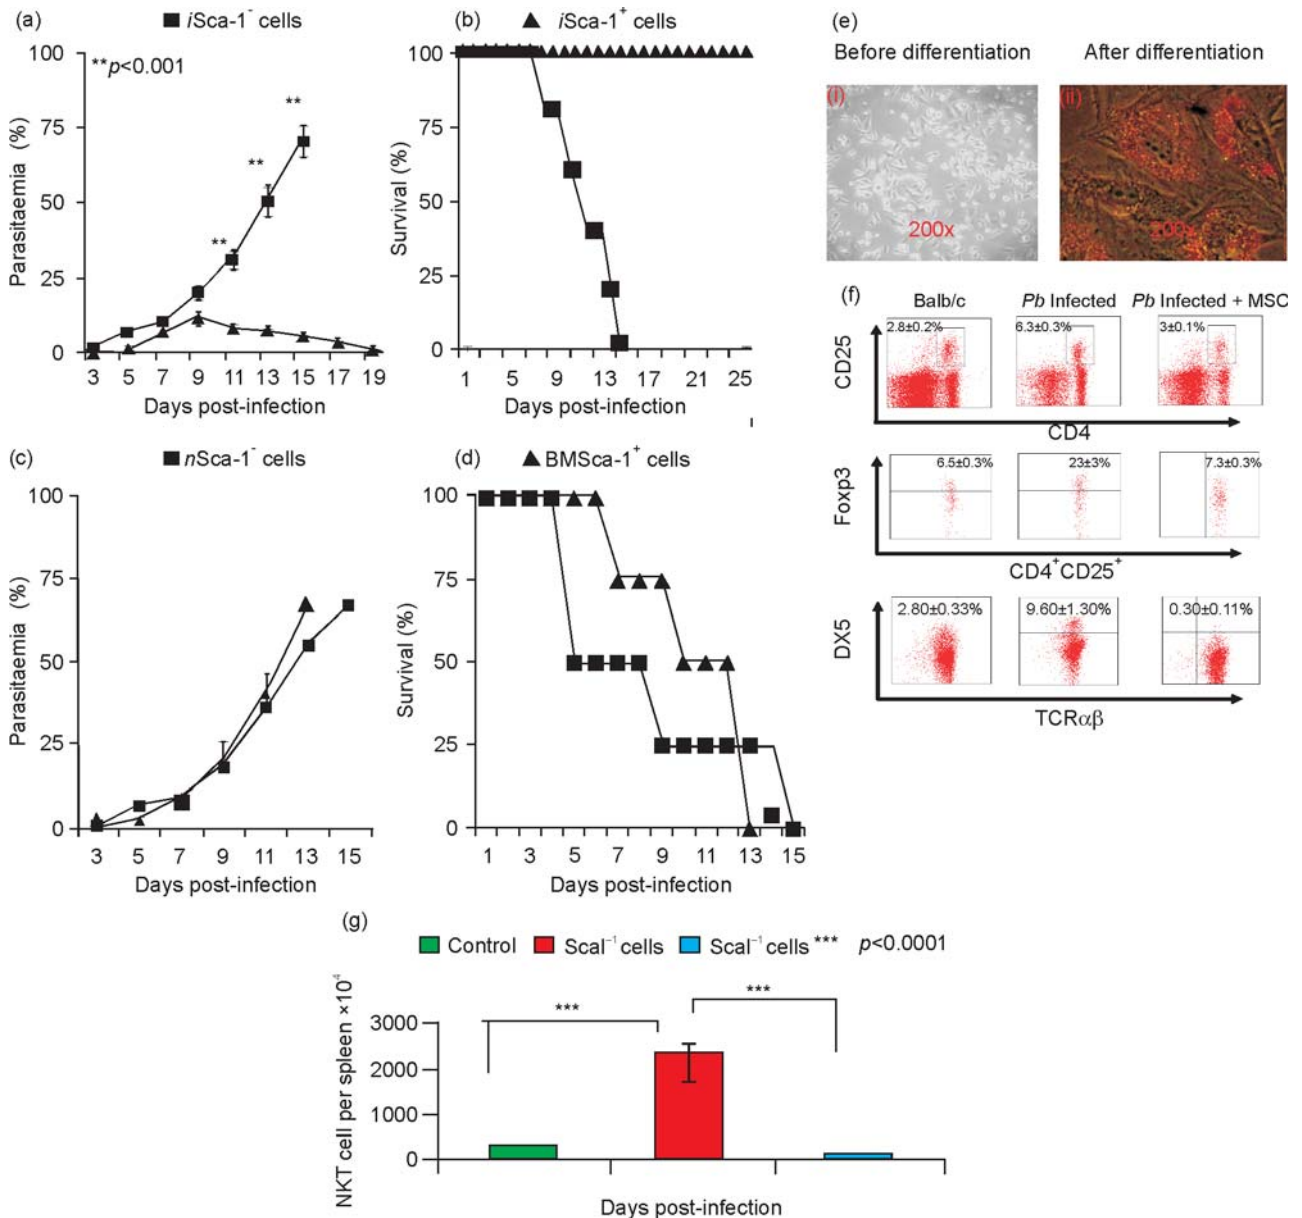 (a) ■ iSca-1⁻ cells
(b) ▲ iSca-1⁺ cells
**p<0.001
** ** ** **
Parasitaemia (%)
100
75
50
25
0
3 5 7 9 11 13 15 17 19
Days post-infection
Survival (%)
100
75
50
25
0
1 5 9 13 17 21 25
Days post-infection
(c) ■ nSca-1⁻ cells
(d) ▲ BMSca-1⁺ cells
Parasitaemia (%)
100
75
50
25
0
3 5 7 9 11 13 15
Days post-infection
Survival (%)
100
75
50
25
0
1 3 5 7 9 11 13 15
Days post-infection
(e)
Before differentiation
After differentiation
(i)
200x
(ii)
200x
(f)
Balb/c
Pb Infected
Pb Infected + MSC
CD25
2.8±0.2%
6.3±0.3%
3±0.1%
CD4
Foxp3
6.5±0.3%
23±3%
7.3±0.3%
CD4⁺CD25⁺
DX5
2.80±0.33%
9.60±1.30%
0.30±0.11%
TCRαβ
(g)
Control
Scal⁻¹ cells
Scal⁻¹ cells *** p<0.0001
NKT cell per spleen ×10⁴
*** ***
3000
2000
1000
0
Days post-infection